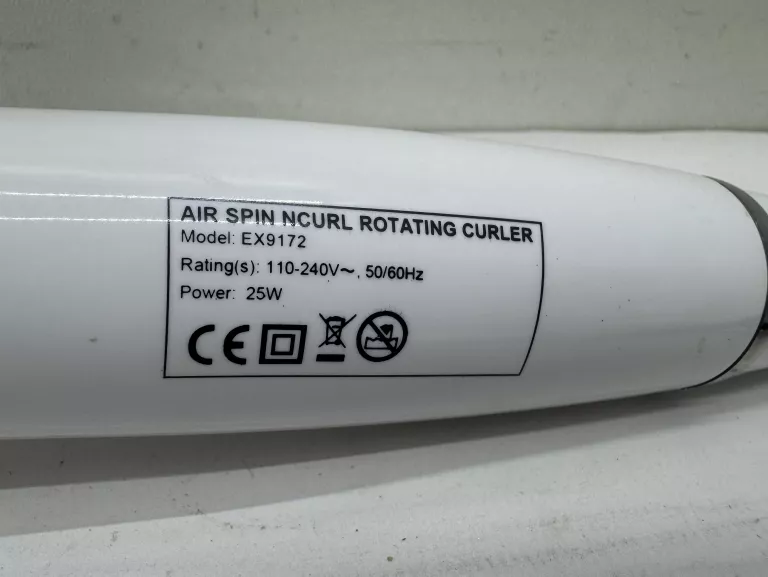 AIR SPIN NCURL ROTATING CURLER
Model: EX9172
Rating(s): 110-240V～, 50/60Hz
Power: 25W
CE